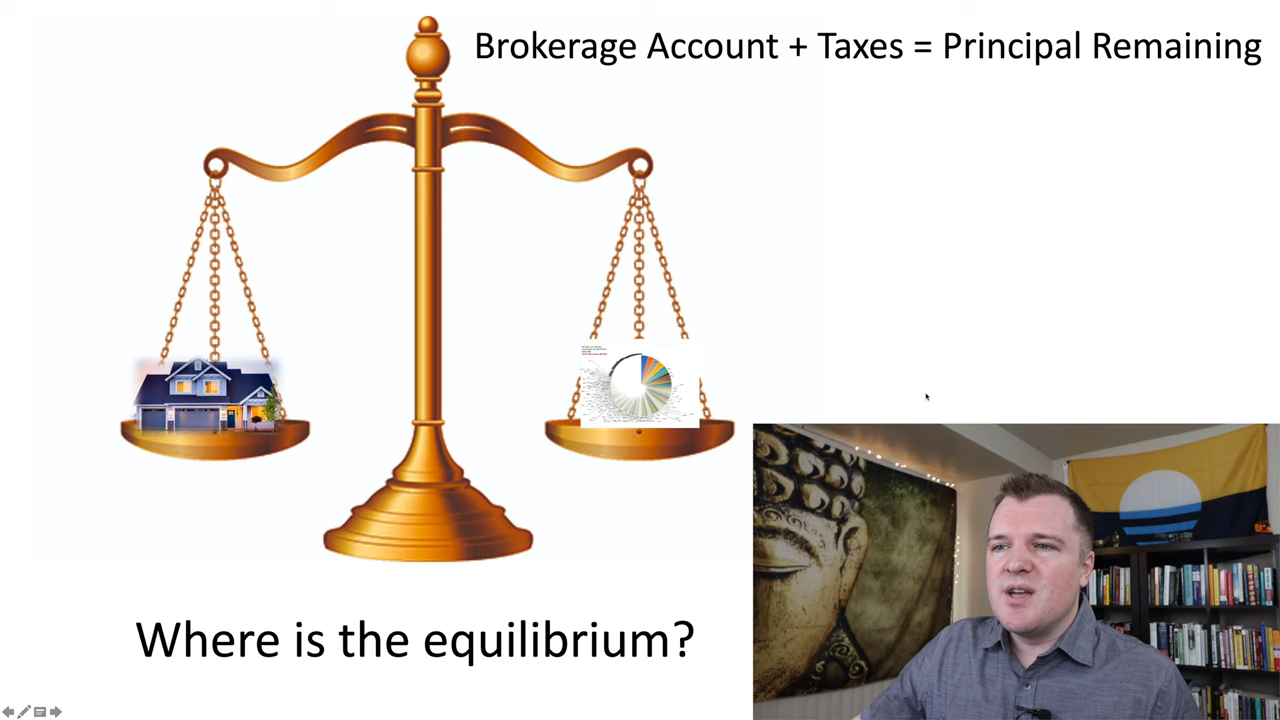 Brokerage Account + Taxes = Principal Remaining
Where is the equilibrium?